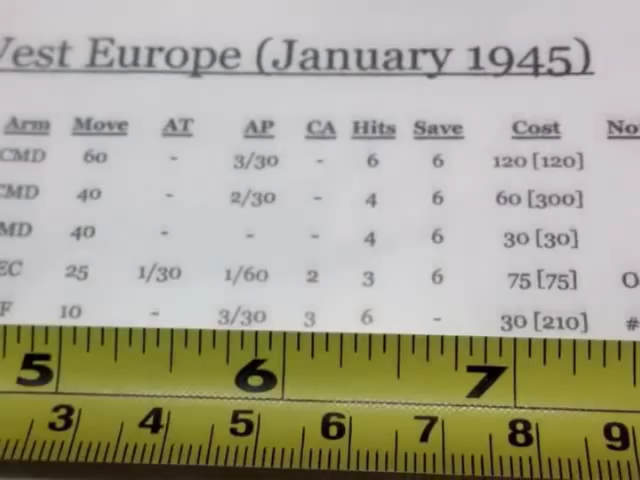 West Europe (January 1945)
Arm Move AT AP CA Hits Save Cost
CMD 60 - 3/30 - 6 6 120 [120]
CMD 40 - 2/30 - 4 6 60 [300]
MD 40 - - - 4 6 30 [30]
EC 25 1/30 1/60 2 3 6 75 [75] O
F 10 - 3/30 3 6 - 30 [210] #
5 6 7
3 4 5 6 7 8 9